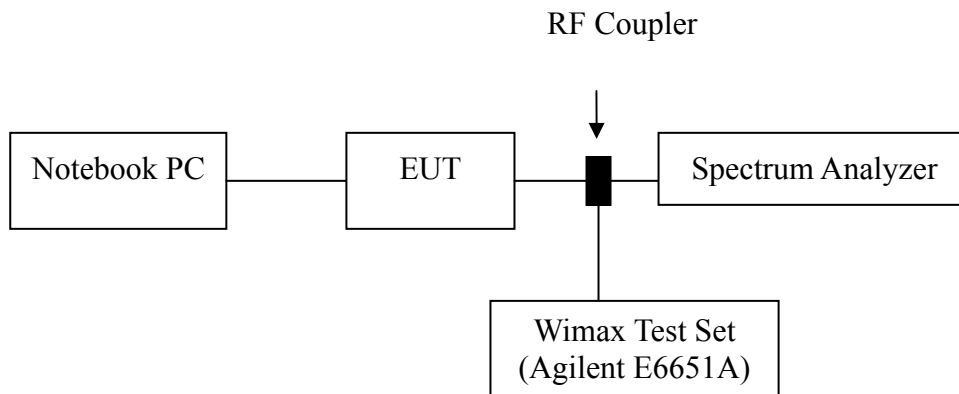 RF Coupler
Notebook PC
EUT
Spectrum Analyzer
Wimax Test Set
(Agilent E6651A)